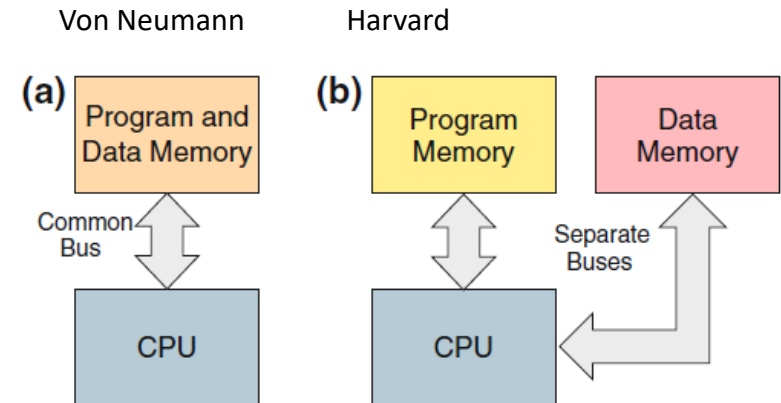 Von Neumann
Harvard
(a)
Program and
Data Memory
Common
Bus
CPU
(b)
Program
Memory
Data
Memory
Separate
Buses
CPU